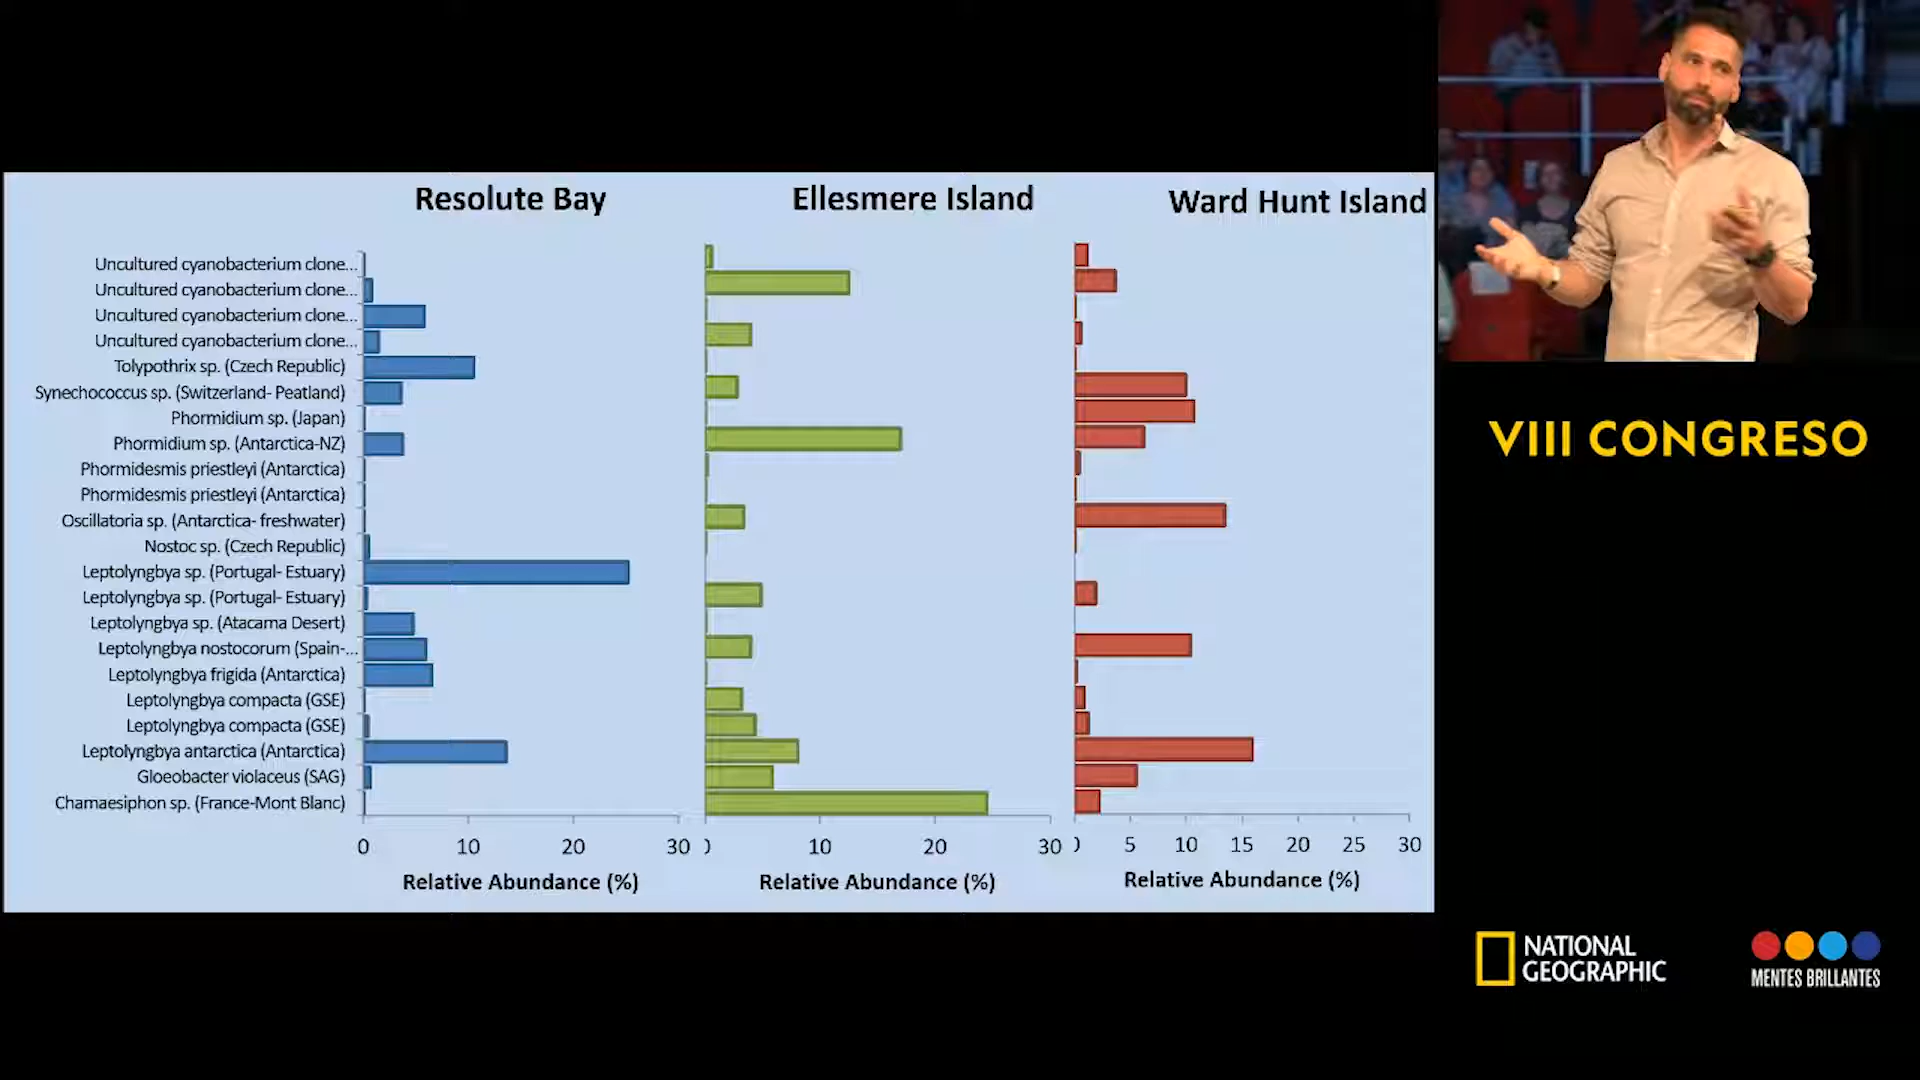 Resolute Bay
Ellesmere Island
Ward Hunt Island
Uncultured cyanobacterium clone...
Uncultured cyanobacterium clone...
Uncultured cyanobacterium clone...
Uncultured cyanobacterium clone...
Tolypothrix sp. (Czech Republic)
Synechococcus sp. (Switzerland- Peatland)
Phormidium sp. (Japan)
Phormidium sp. (Antarctica-NZ)
Phormidesmis priestleyi (Antarctica)
Phormidesmis priestleyi (Antarctica)
Oscillatoria sp. (Antarctica- freshwater)
Nostoc sp. (Czech Republic)
Leptolyngbya sp. (Portugal- Estuary)
Leptolyngbya sp. (Portugal- Estuary)
Leptolyngbya sp. (Atacama Desert)
Leptolyngbya nostocorum (Spain-...
Leptolyngbya frigida (Antarctica)
Leptolyngbya compacta (GSE)
Leptolyngbya compacta (GSE)
Leptolyngbya antarctica (Antarctica)
Gloeobacter violaceus (SAG)
Chamaesiphon sp. (France-Mont Blanc)
0 10 20 30
Relative Abundance (%)
0 10 20 30
Relative Abundance (%)
0 5 10 15 20 25 30
Relative Abundance (%)
VIII CONGRESO
NATIONAL
GEOGRAPHIC
MENTES BRILLANTES